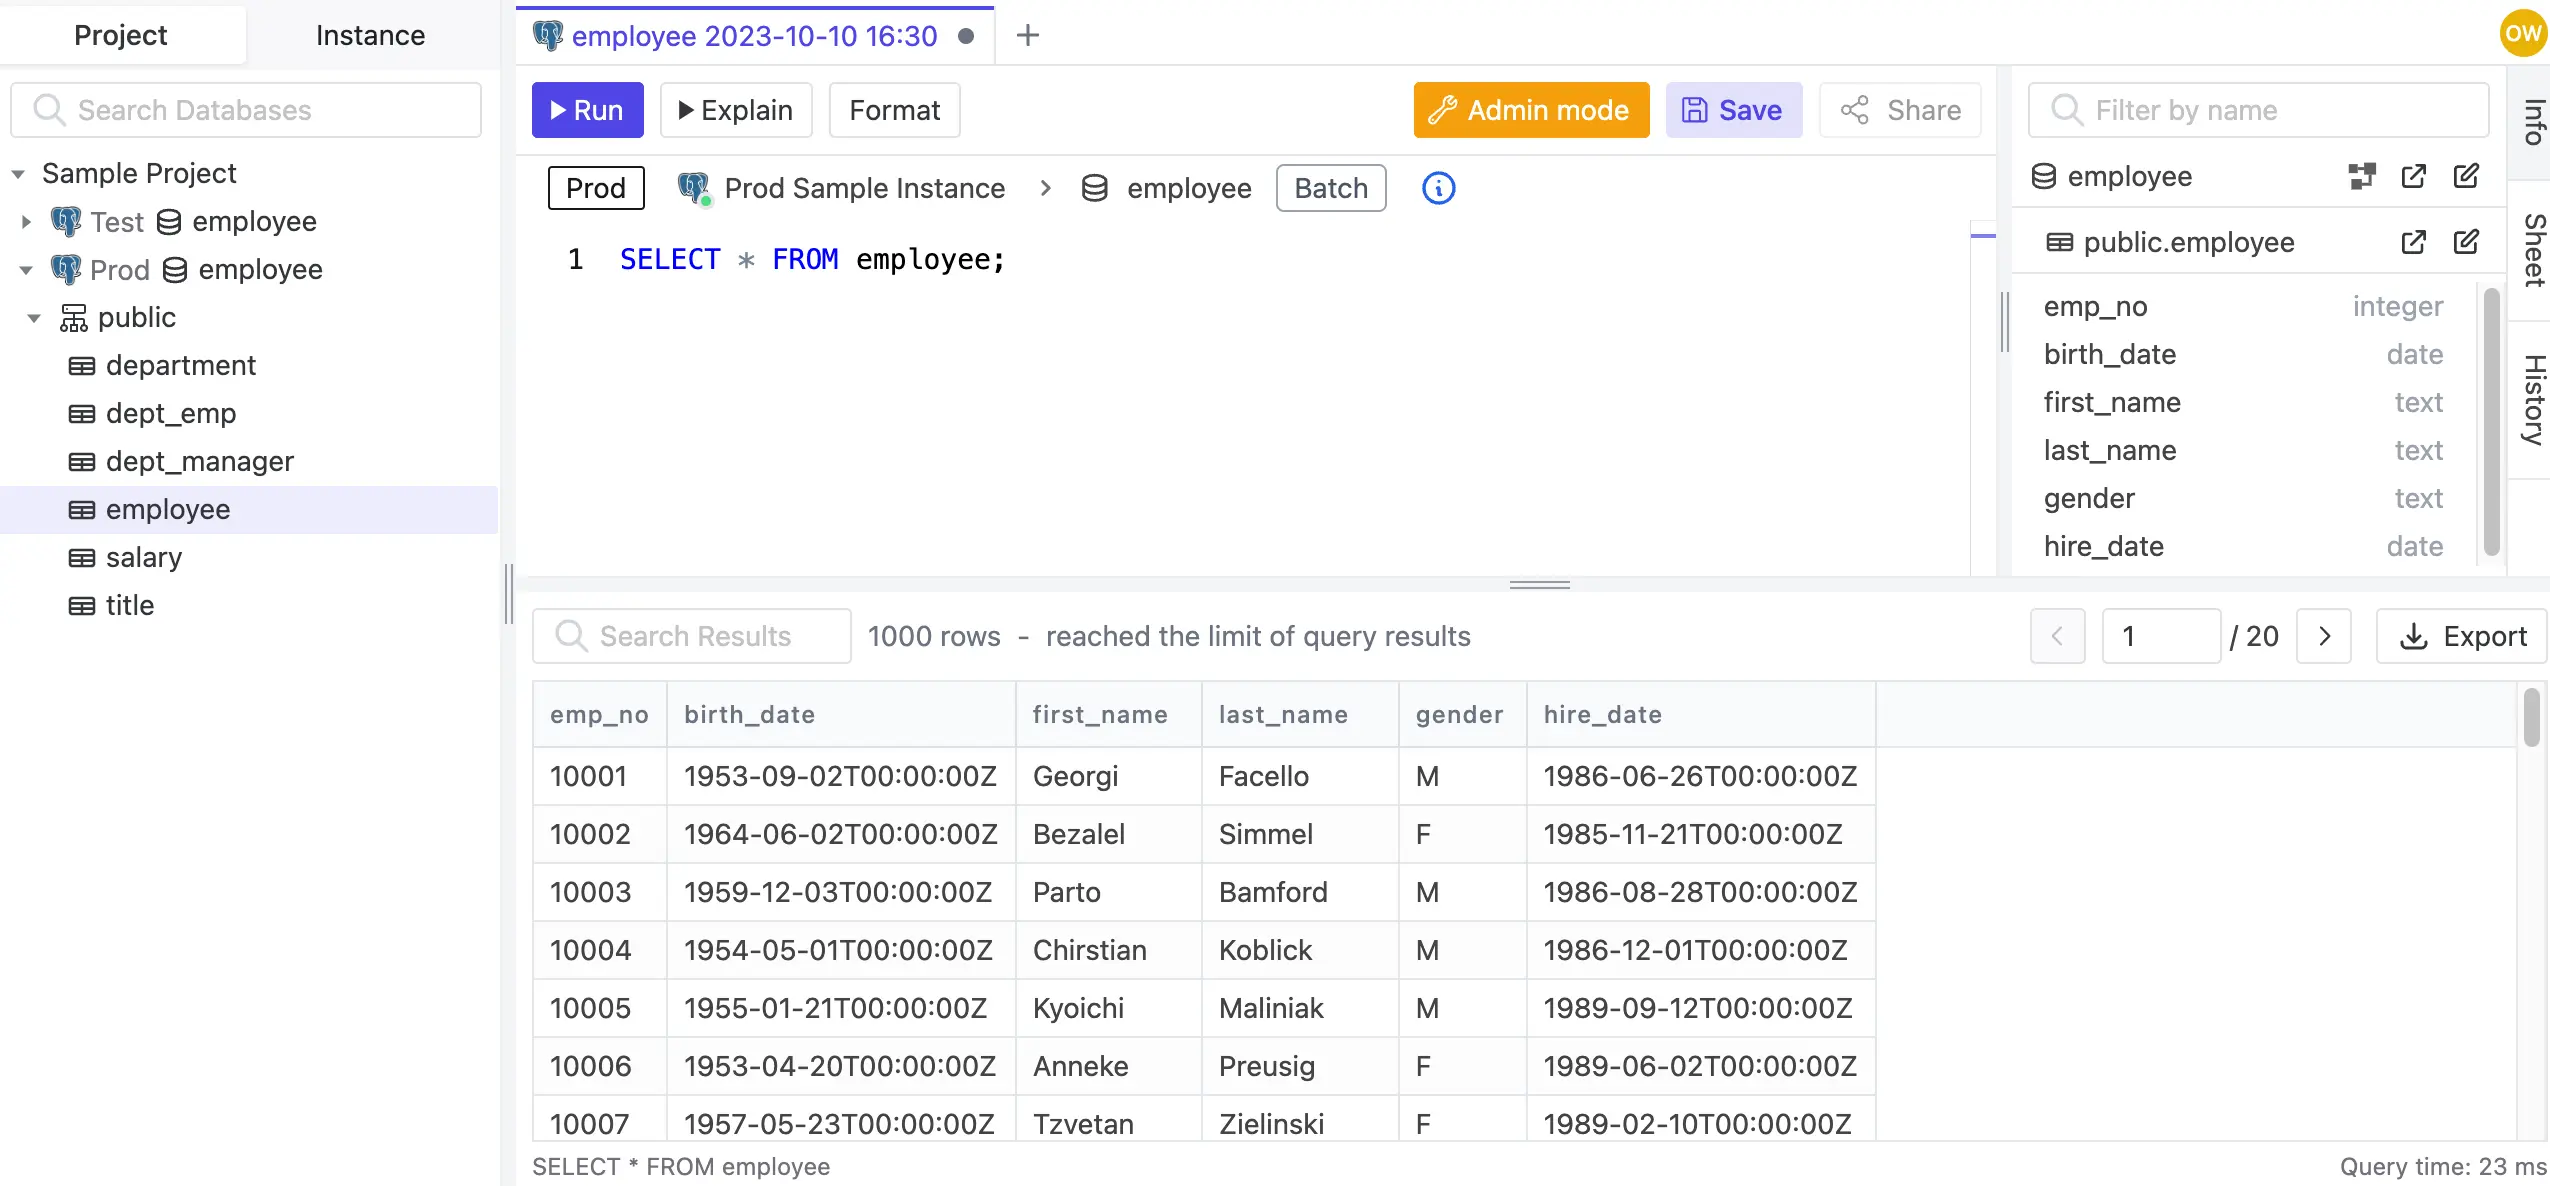 Project Instance
Search Databases
Sample Project
Test employee
Prod employee
public
department
dept_emp
dept_manager
employee
salary
title
employee 2023-10-10 16:30
OW
Run Explain Format Admin mode Save Share
Prod Prod Sample Instance employee Batch
1 SELECT * FROM employee;
Filter by name
employee
public.employee
emp_no integer
birth_date date
first_name text
last_name text
gender text
hire_date date
Info
Sheet
History
Search Results 1000 rows - reached the limit of query results 1 / 20 Export
emp_no birth_date first_name last_name gender hire_date
10001 1953-09-02T00:00:00Z Georgi Facello M 1986-06-26T00:00:00Z
10002 1964-06-02T00:00:00Z Bezalel Simmel F 1985-11-21T00:00:00Z
10003 1959-12-03T00:00:00Z Parto Bamford M 1986-08-28T00:00:00Z
10004 1954-05-01T00:00:00Z Chirstian Koblick M 1986-12-01T00:00:00Z
10005 1955-01-21T00:00:00Z Kyoichi Maliniak M 1989-09-12T00:00:00Z
10006 1953-04-20T00:00:00Z Anneke Preusig F 1989-06-02T00:00:00Z
10007 1957-05-23T00:00:00Z Tzvetan Zielinski F 1989-02-10T00:00:00Z
SELECT * FROM employee Query time: 23 ms